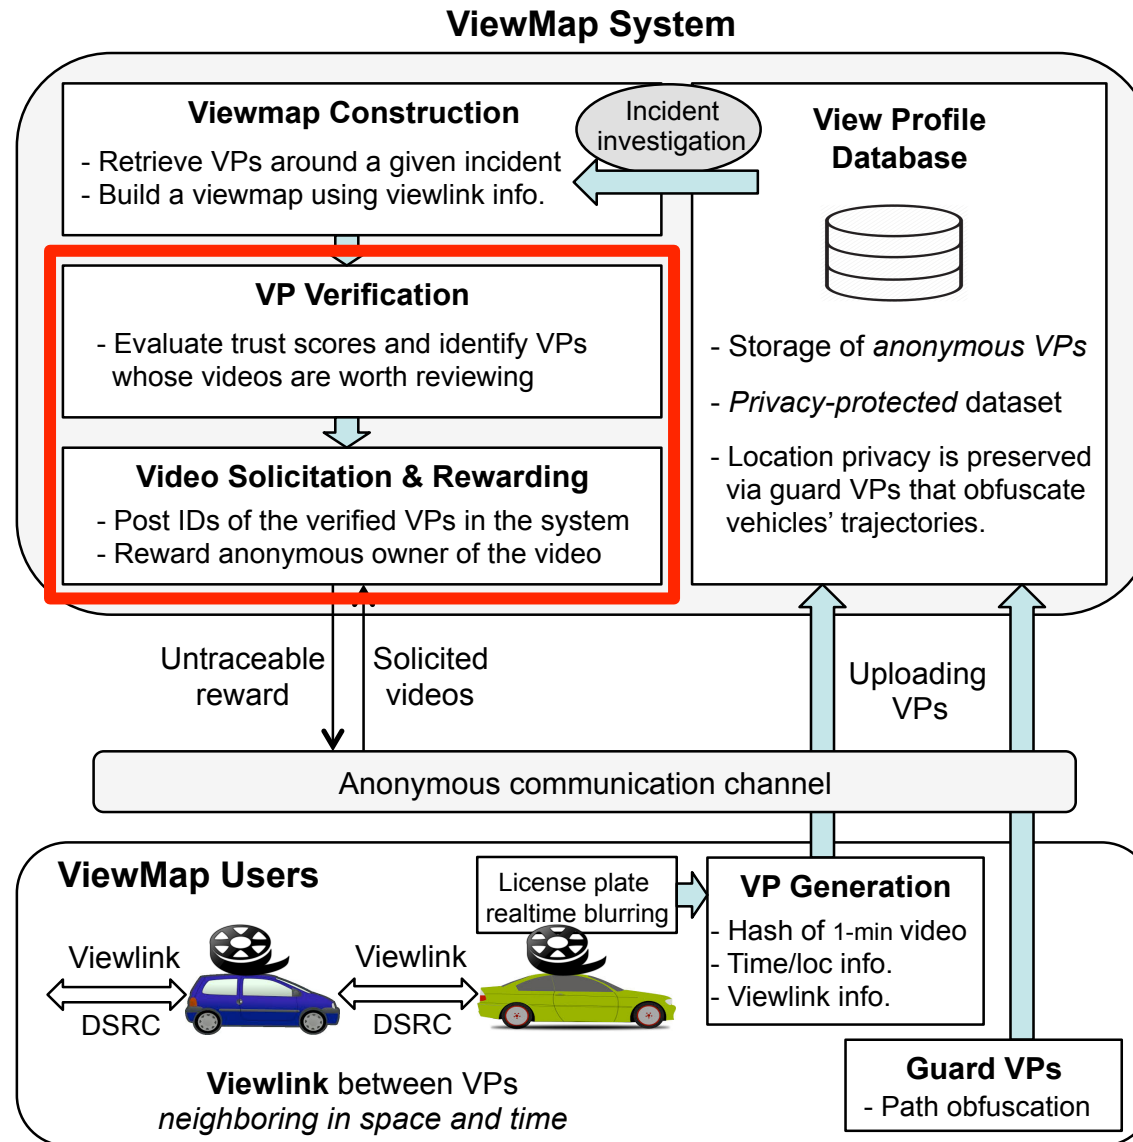 ViewMap System
Viewmap Construction
- Retrieve VPs around a given incident
- Build a viewmap using viewlink info.
Incident
investigation
View Profile
Database
VP Verification
- Evaluate trust scores and identify VPs
whose videos are worth reviewing
- Storage of anonymous VPs
- Privacy-protected dataset
- Location privacy is preserved
via guard VPs that obfuscate
vehicles’ trajectories.
Video Solicitation & Rewarding
- Post IDs of the verified VPs in the system
- Reward anonymous owner of the video
Untraceable
reward
Solicited
videos
Uploading
VPs
Anonymous communication channel
ViewMap Users
License plate
realtime blurring
VP Generation
- Hash of 1-min video
- Time/loc info.
- Viewlink info.
Viewlink
DSRC
Viewlink
DSRC
Viewlink between VPs
neighboring in space and time
Guard VPs
- Path obfuscation